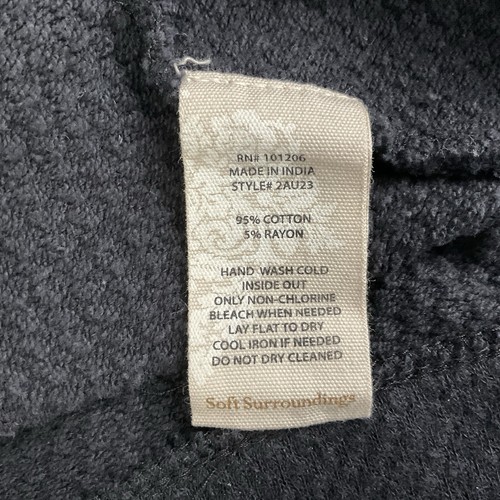 RN# 101206
MADE IN INDIA
STYLE# 2AU23
95% COTTON
5% RAYON
HAND WASH COLD
INSIDE OUT
ONLY NON-CHLORINE
BLEACH WHEN NEEDED
LAY FLAT TO DRY
COOL IRON IF NEEDED
DO NOT DRY CLEANED
Soft Surroundings